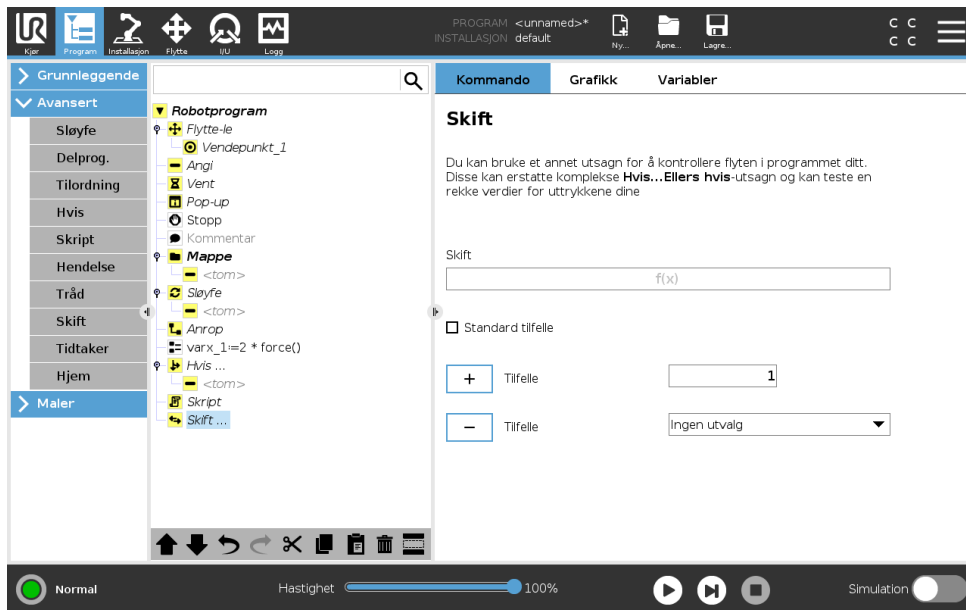 UR
PROGRAM <unnamed>*
INSTALLASJON default
C C
C C
Kjør Program Installasjon Flytte I/U Logg Ny... Åpne... Lagre...
Grunnleggende
Avansert
Sløyfe
Delprog.
Tilordning
Hvis
Skript
Hendelse
Tråd
Skift
Tidtaker
Hjem
Maler
Robotprogram
Flytte-le
Vendepunkt_1
Angi
Vent
Pop-up
Stopp
Kommentar
Mappe
<tom>
Sløyfe
<tom>
Anrop
varx_1:=2 * force()
Hvis ...
<tom>
Skript
Skift ...
Kommando Grafikk Variabler
Skift
Du kan bruke et annet utsagn for å kontrollere flyten i programmet ditt.
Disse kan erstatte komplekse Hvis...Ellers hvis-utsagn og kan teste en
rekke verdier for uttrykkene dine
Skift
f(x)
Standard tilfelle
+ Tilfelle 1
− Tilfelle Ingen utvalg
Normal Hastighet 100% Simulation